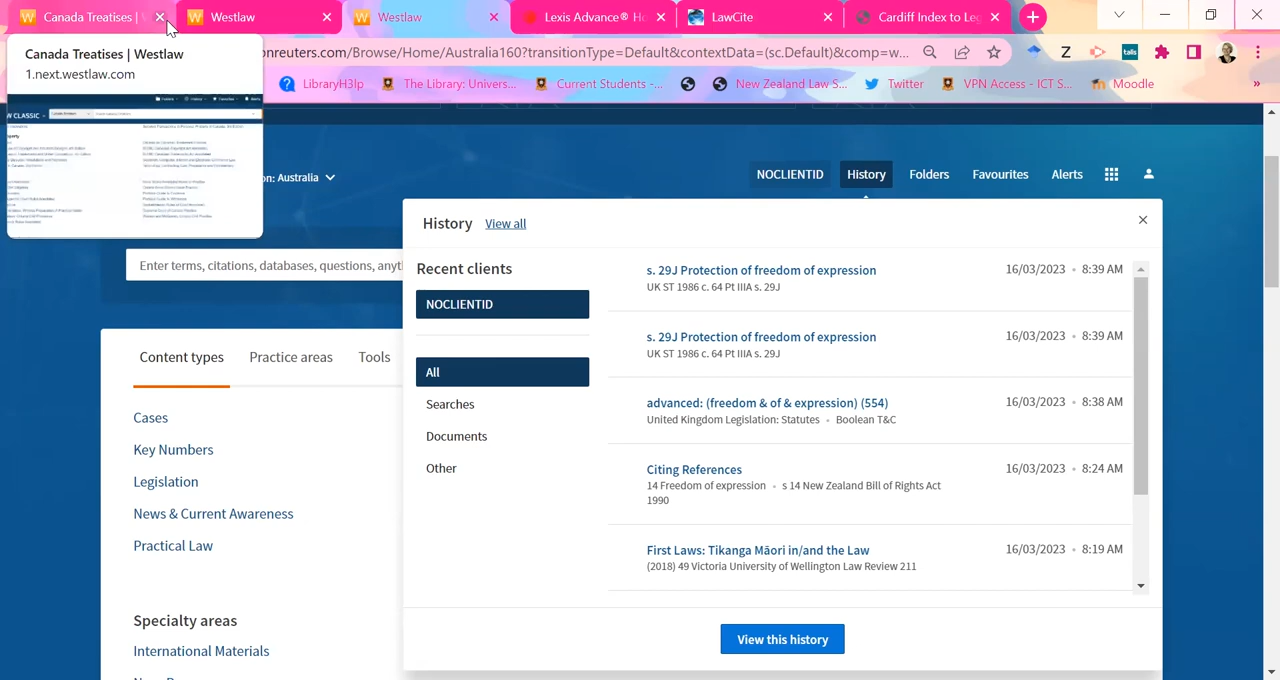 Canada Treatises |
Westlaw
Westlaw
Lexis Advance® H
LawCite
Cardiff Index to Le
Canada Treatises | Westlaw
1.next.westlaw.com
onreuters.com/Browse/Home/Australia160?transitionType=Default&contextData=(sc.Default)&comp=w...
LibraryH3lp
The Library: Univers...
Current Students -...
New Zealand Law S...
Twitter
VPN Access - ICT S...
Moodle
»
W CLASSIC
on: Australia
NOCLIENTID
History
Folders
Favourites
Alerts
Enter terms, citations, databases, questions, anyt
Content types
Practice areas
Tools
Cases
Key Numbers
Legislation
News & Current Awareness
Practical Law
Specialty areas
International Materials
History
View all
Recent clients
NOCLIENTID
All
Searches
Documents
Other
s. 29J Protection of freedom of expression
16/03/2023 • 8:39 AM
UK ST 1986 c. 64 Pt IIIA s. 29J
s. 29J Protection of freedom of expression
16/03/2023 • 8:39 AM
UK ST 1986 c. 64 Pt IIIA s. 29J
advanced: (freedom & of & expression) (554)
16/03/2023 • 8:38 AM
United Kingdom Legislation: Statutes • Boolean T&C
Citing References
16/03/2023 • 8:24 AM
14 Freedom of expression • s 14 New Zealand Bill of Rights Act
1990
First Laws: Tikanga Māori in/and the Law
16/03/2023 • 8:19 AM
(2018) 49 Victoria University of Wellington Law Review 211
View this history